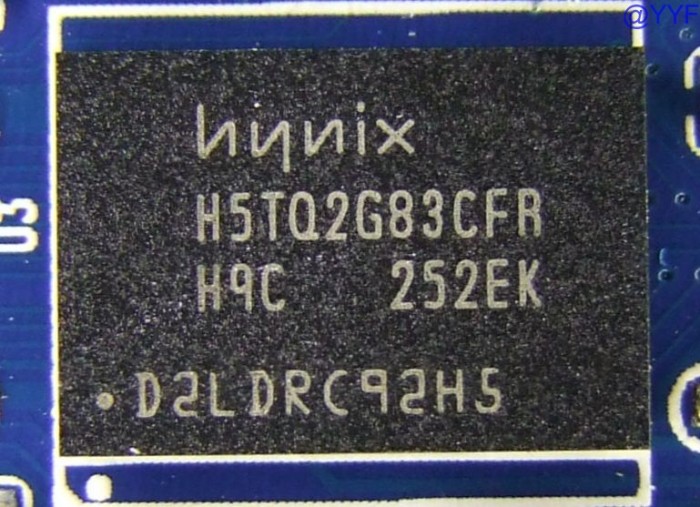 @YYF
hynix
H5TQ2G83CFR
H9C 252EK
D2LDRC92H5
U3